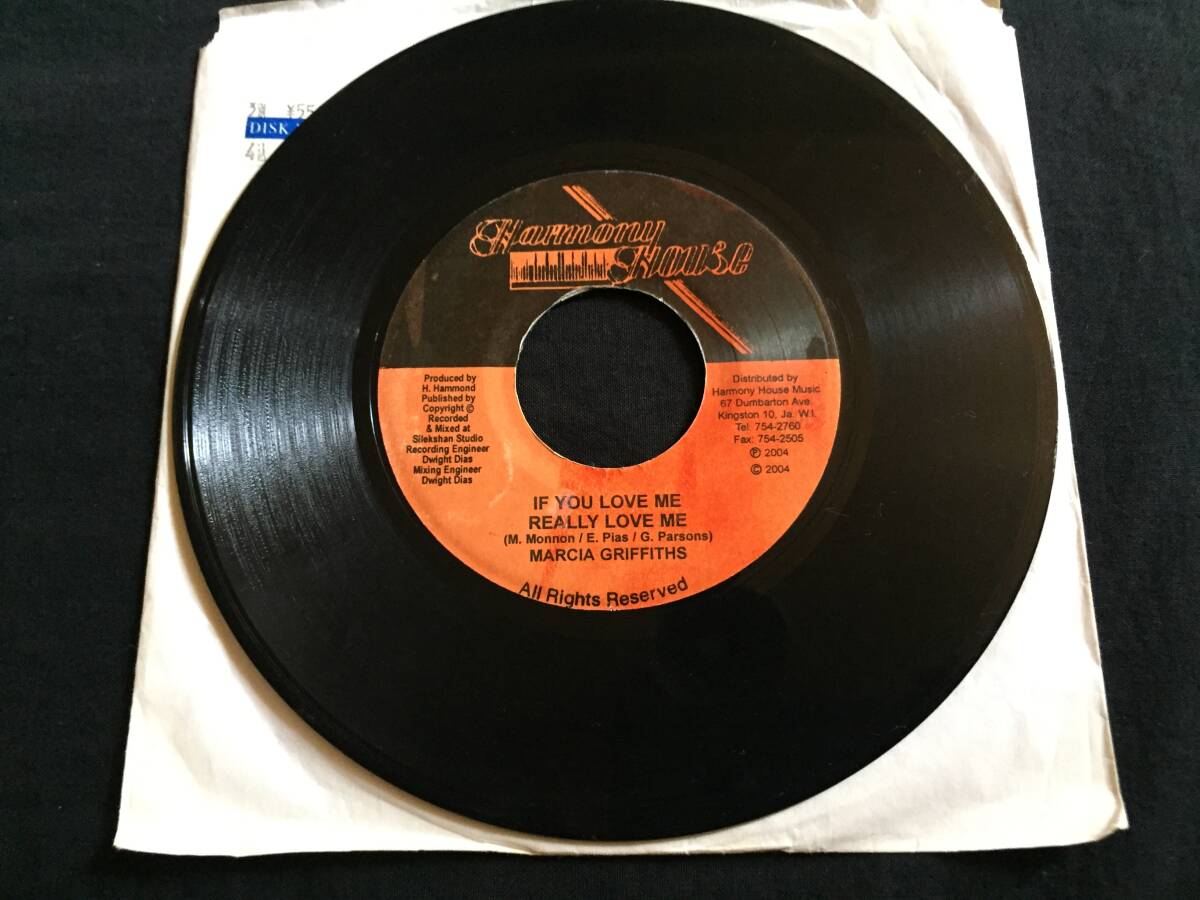 DISK
Harmony
House
Produced by
H. Hammond
Published by
Copyright ©
Recorded
& Mixed at
Silekshan Studio
Recording Engineer
Dwight Dias
Mixing Engineer
Dwight Dias
Distributed by
Harmony House Music
67 Dumbarton Ave.
Kingston 10, Ja. W.I.
Tel: 754-2760
Fax: 754-2505
℗ 2004
© 2004
IF YOU LOVE ME
REALLY LOVE ME
(M. Monnon / E. Pias / G. Parsons)
MARCIA GRIFFITHS
All Rights Reserved